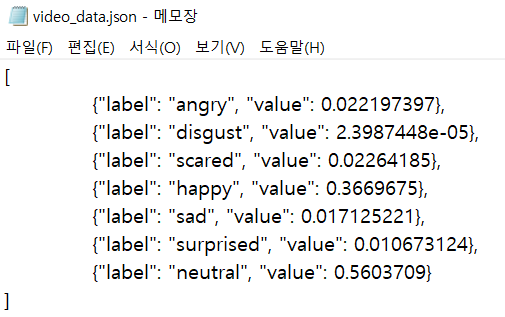 video_data.json - 메모장
파일(F) 편집(E) 서식(O) 보기(V) 도움말(H)
[
{"label": "angry", "value": 0.022197397},
{"label": "disgust", "value": 2.3987448e-05},
{"label": "scared", "value": 0.02264185},
{"label": "happy", "value": 0.3669675},
{"label": "sad", "value": 0.017125221},
{"label": "surprised", "value": 0.010673124},
{"label": "neutral", "value": 0.5603709}
]